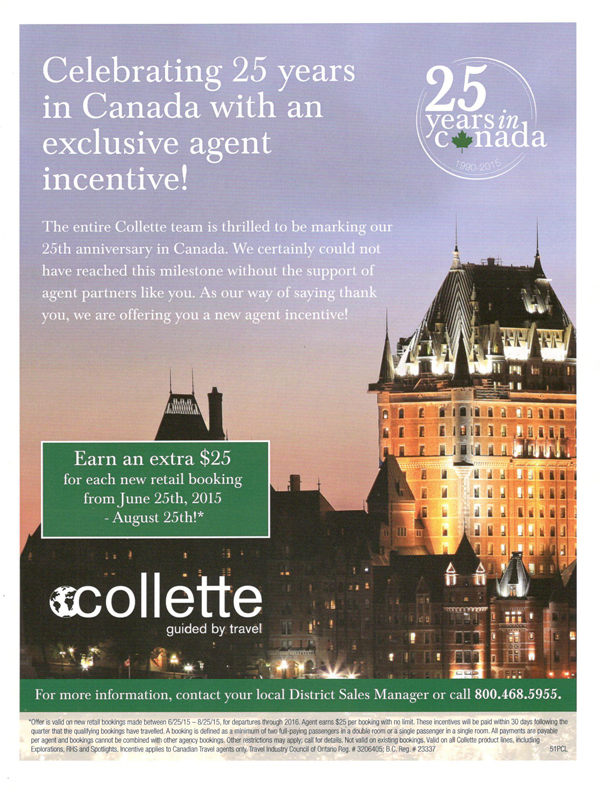 Celebrating 25 years
in Canada with an
exclusive agent
incentive!
25
years in
canada
1990-2015
The entire Collette team is thrilled to be marking our
25th anniversary in Canada. We certainly could not
have reached this milestone without the support of
agent partners like you. As our way of saying thank
you, we are offering you a new agent incentive!
Earn an extra $25
for each new retail booking
from June 25th, 2015
- August 25th!*
collette
guided by travel
For more information, contact your local District Sales Manager or call 800.468.5955.
*Offer is valid on new retail bookings made between 6/25/15 – 8/25/15, for departures through 2016. Agent earns $25 per booking with no limit. These incentives will be paid within 30 days following the
quarter that the qualifying bookings have travelled. A booking is defined as a minimum of two full-paying passengers in a double room or a single passenger in a single room. All payments are payable
per agent and bookings cannot be combined with other agency bookings. Other restrictions may apply; call for details. Not valid on existing bookings. Valid on all Collette product lines, including
Explorations, RHS and Spotlights. Incentive applies to Canadian Travel agents only. Travel Industry Council of Ontario Reg. # 3206405; B.C. Reg. # 23337
51PCL